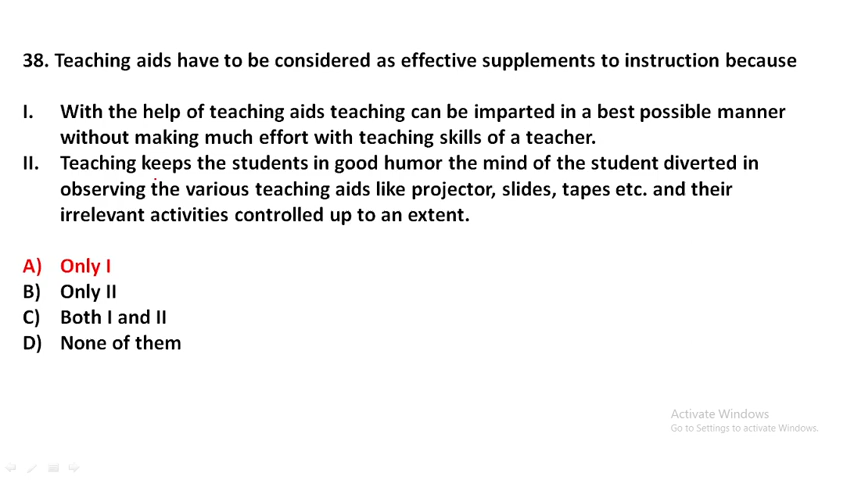 38. Teaching aids have to be considered as effective supplements to instruction because
I. With the help of teaching aids teaching can be imparted in a best possible manner
without making much effort with teaching skills of a teacher.
II. Teaching keeps the students in good humor the mind of the student diverted in
observing the various teaching aids like projector, slides, tapes etc. and their
irrelevant activities controlled up to an extent.
A) Only I
B) Only II
C) Both I and II
D) None of them
Activate Windows
Go to Settings to activate Windows.